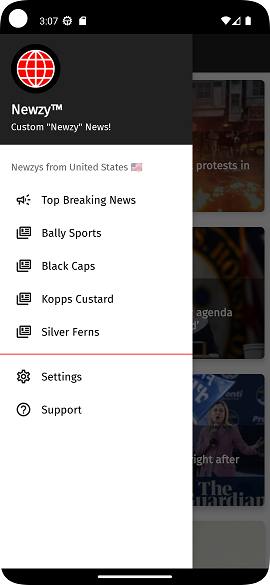 3:07
Newzy™
Custom "Newzy" News!
Newzys from United States 🇺🇸
Top Breaking News
Bally Sports
Black Caps
Kopps Custard
Silver Ferns
Settings
Support
protests in
agenda
ight after
The
uardian